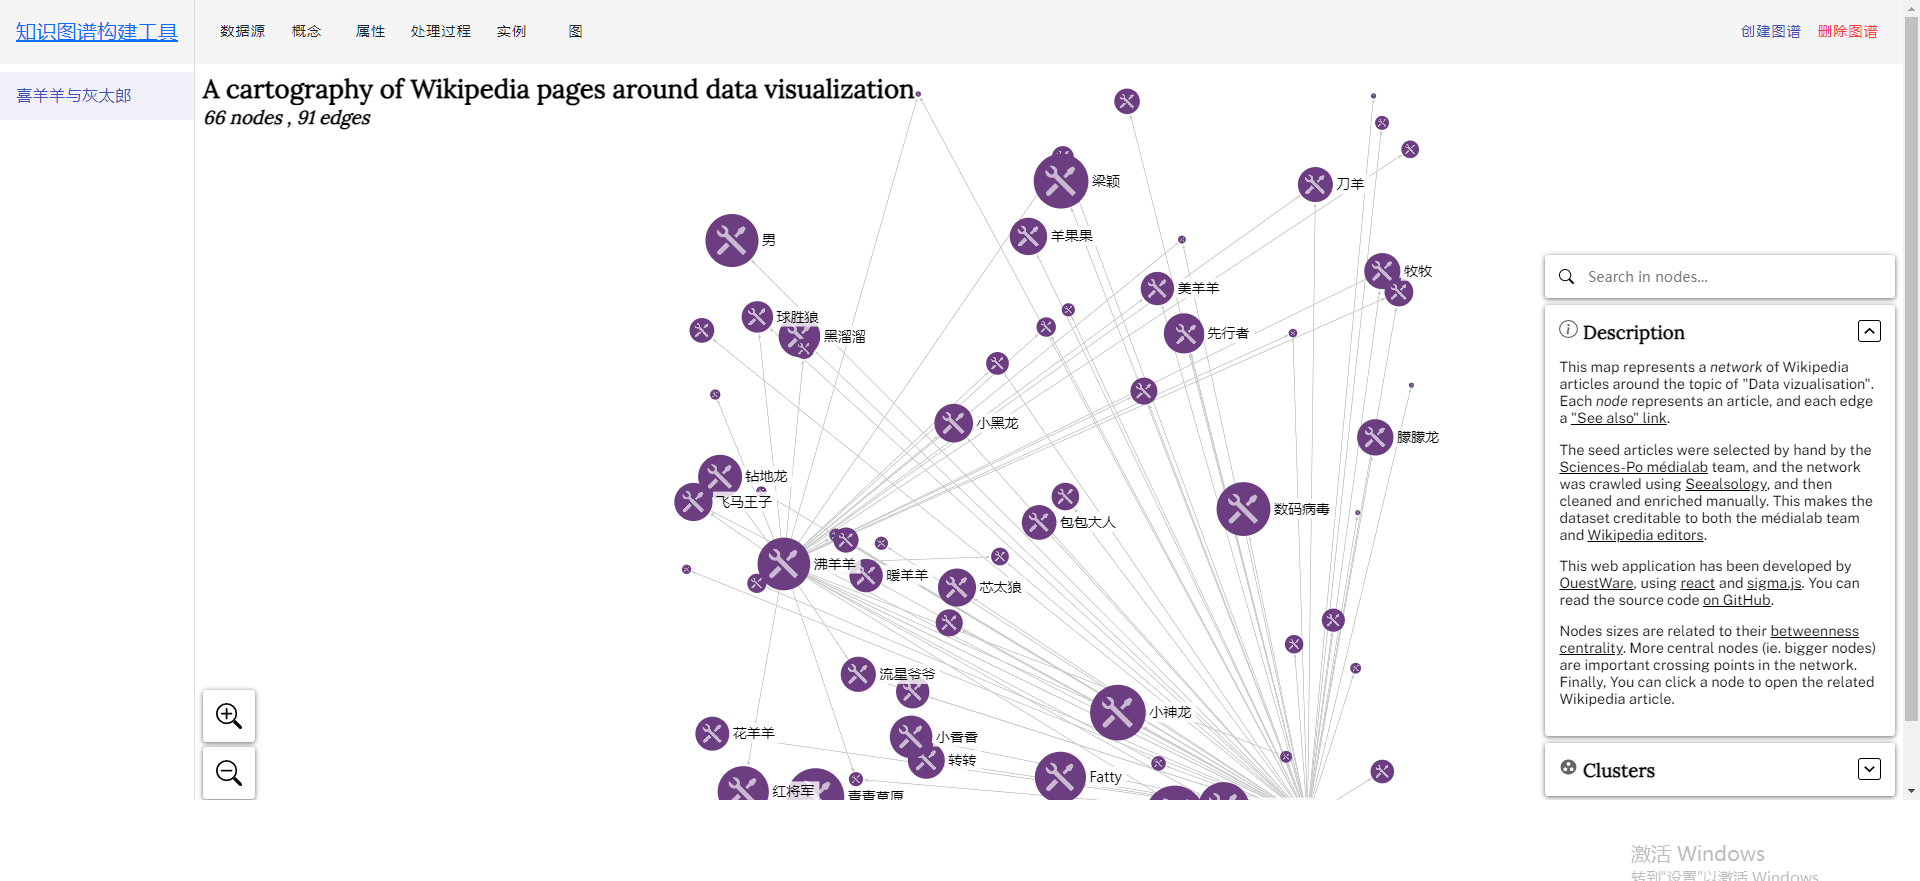 知识图谱构建工具
数据源 概念 属性 处理过程 实例 图
创建图谱 删除图谱
喜羊羊与灰太郎
A cartography of Wikipedia pages around data visualization
66 nodes , 91 edges
梁颖
刀羊
男
羊果果
牧牧
美羊羊
球胜狼
黑溜溜
先行者
小黑龙
朦朦龙
钻地龙
飞马王子
数码病毒
包包大人
沸羊羊
暖羊羊
芯太狼
流星爷爷
小神龙
花羊羊
小香香
转转
Fatty
红将军
青青草原
Search in nodes...
Description
This map represents a network of Wikipedia
articles around the topic of "Data vizualisation".
Each node represents an article, and each edge
a "See also" link.
The seed articles were selected by hand by the
Sciences-Po médialab team, and the network
was crawled using Seealsology, and then
cleaned and enriched manually. This makes the
dataset creditable to both the médialab team
and Wikipedia editors.
This web application has been developed by
OuestWare, using react and sigma.js. You can
read the source code on GitHub.
Nodes sizes are related to their betweenness
centrality. More central nodes (ie. bigger nodes)
are important crossing points in the network.
Finally, You can click a node to open the related
Wikipedia article.
Clusters
激活 Windows
转到"设置"以激活 Windows